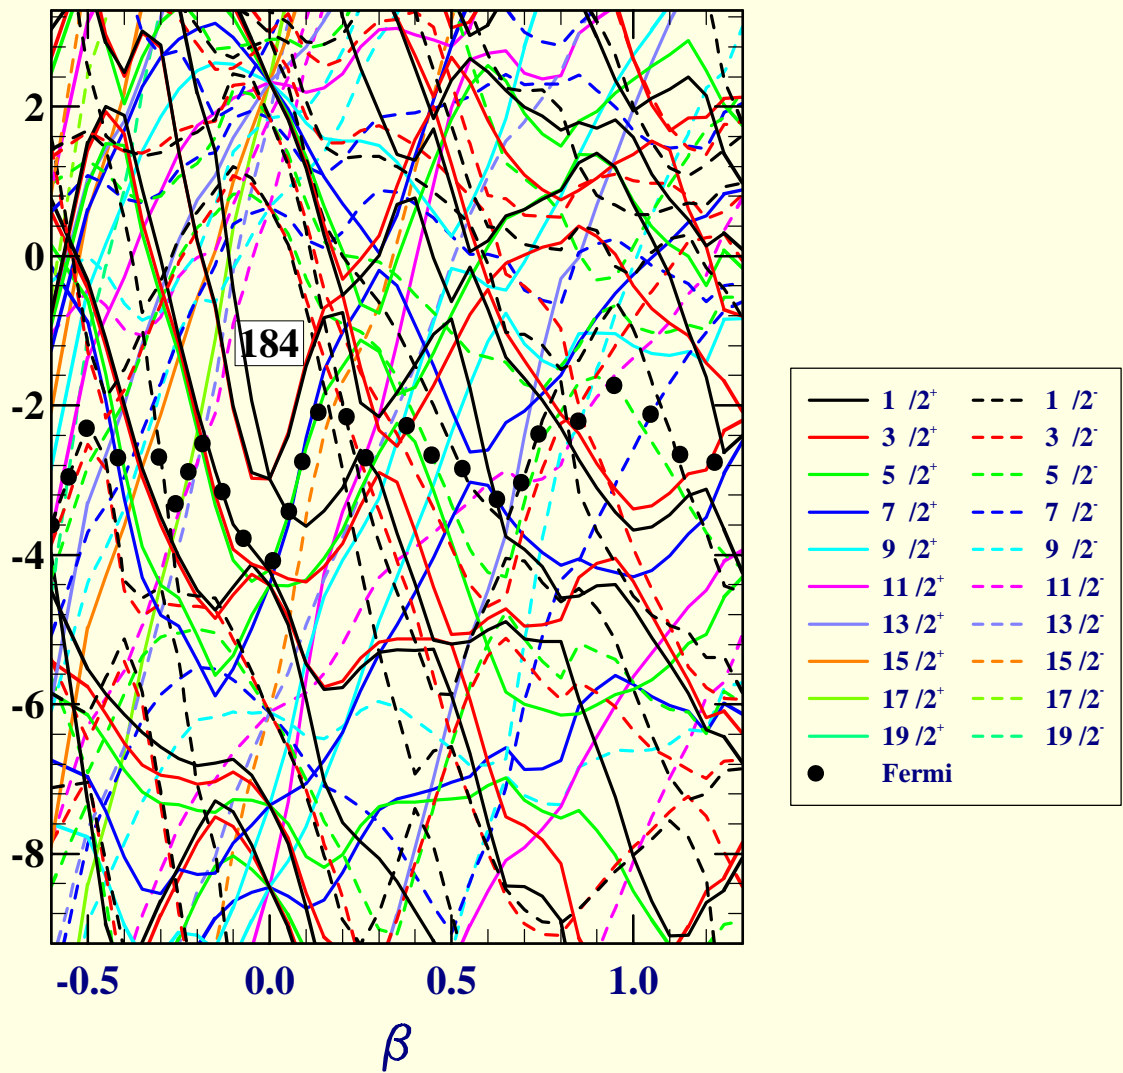 2
0
-2
-4
-6
-8
184
-0.5 0.0 0.5 1.0
β
1 /2+ 1 /2-
3 /2+ 3 /2-
5 /2+ 5 /2-
7 /2+ 7 /2-
9 /2+ 9 /2-
11 /2+ 11 /2-
13 /2+ 13 /2-
15 /2+ 15 /2-
17 /2+ 17 /2-
19 /2+ 19 /2-
Fermi